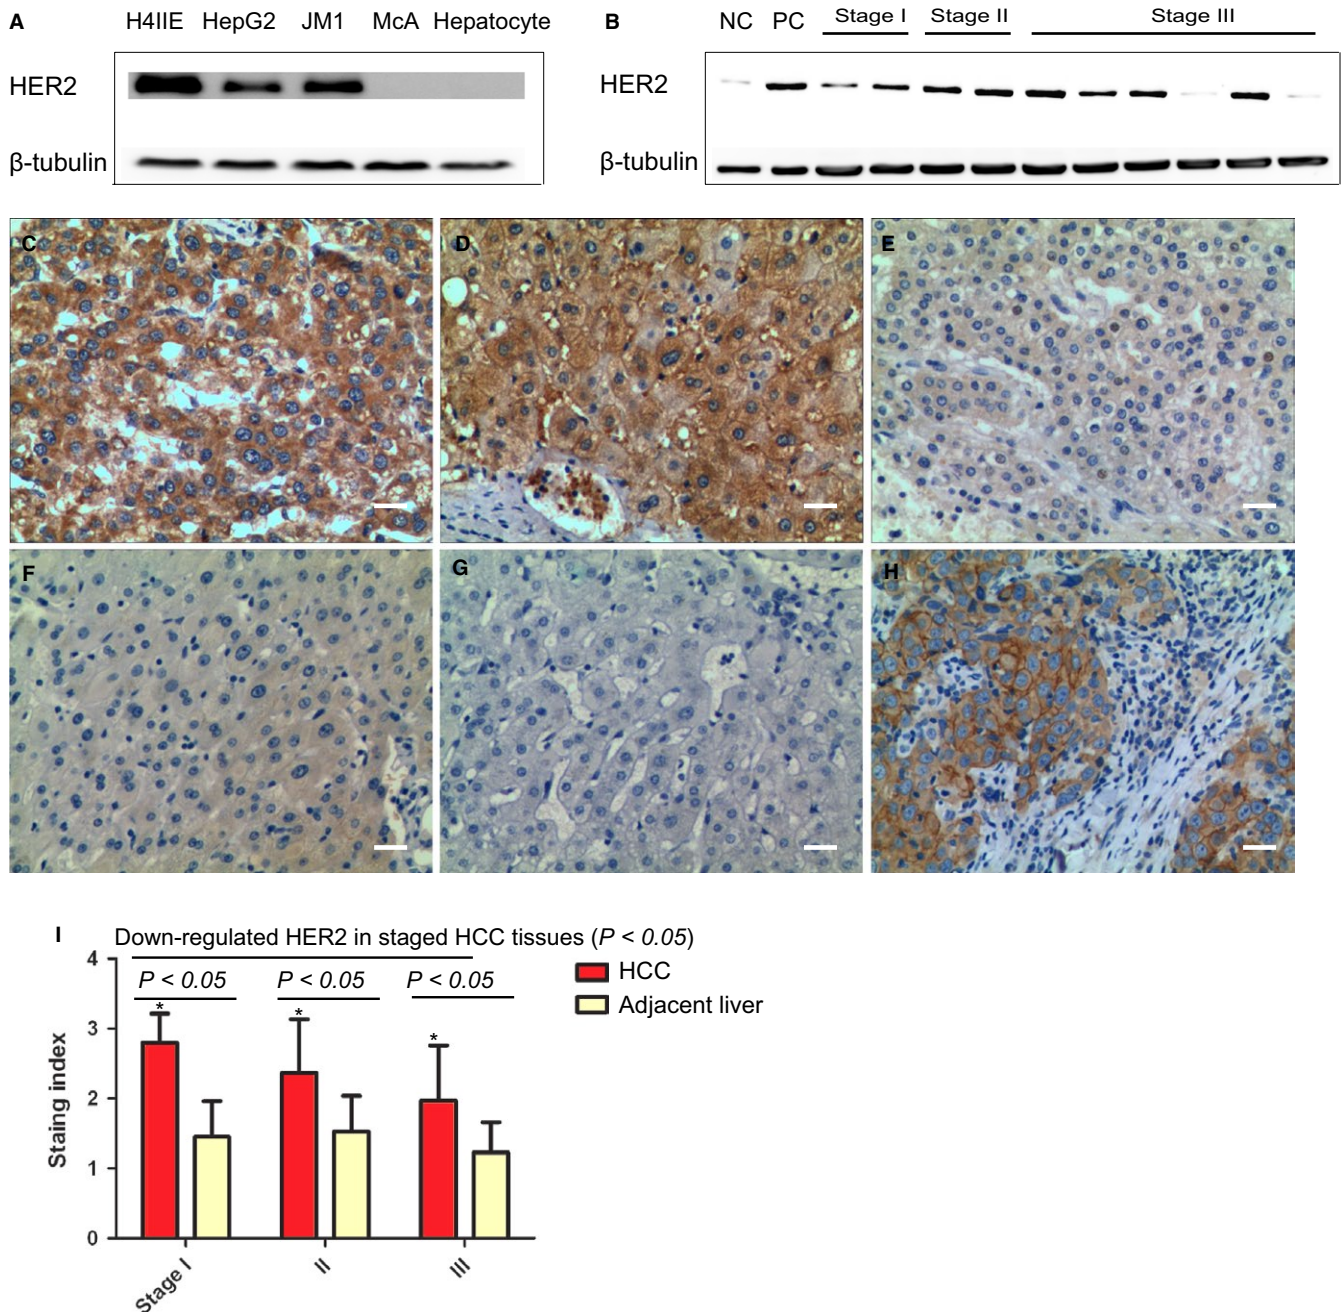 A H4IIE HepG2 JM1 McA Hepatocyte
HER2
β-tubulin
B NC PC Stage I Stage II Stage III
HER2
β-tubulin
C
D
E
F
G
H
I Down-regulated HER2 in staged HCC tissues (P < 0.05)
P < 0.05 P < 0.05 P < 0.05
* * *
HCC
Adjacent liver
Staing index
4
3
2
1
0
Stage I II III